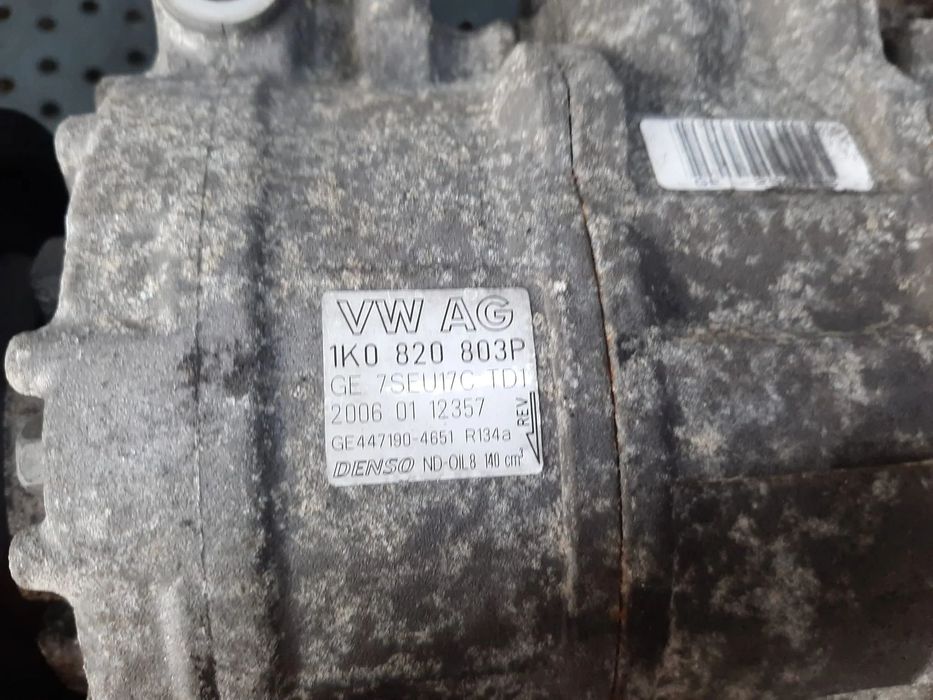 VW AG
1K0 820 803P
GE 7SEU17C TD1
2006 01 12357
REV
GE447190-4651 R134a
DENSO ND-OIL8 140 cm³